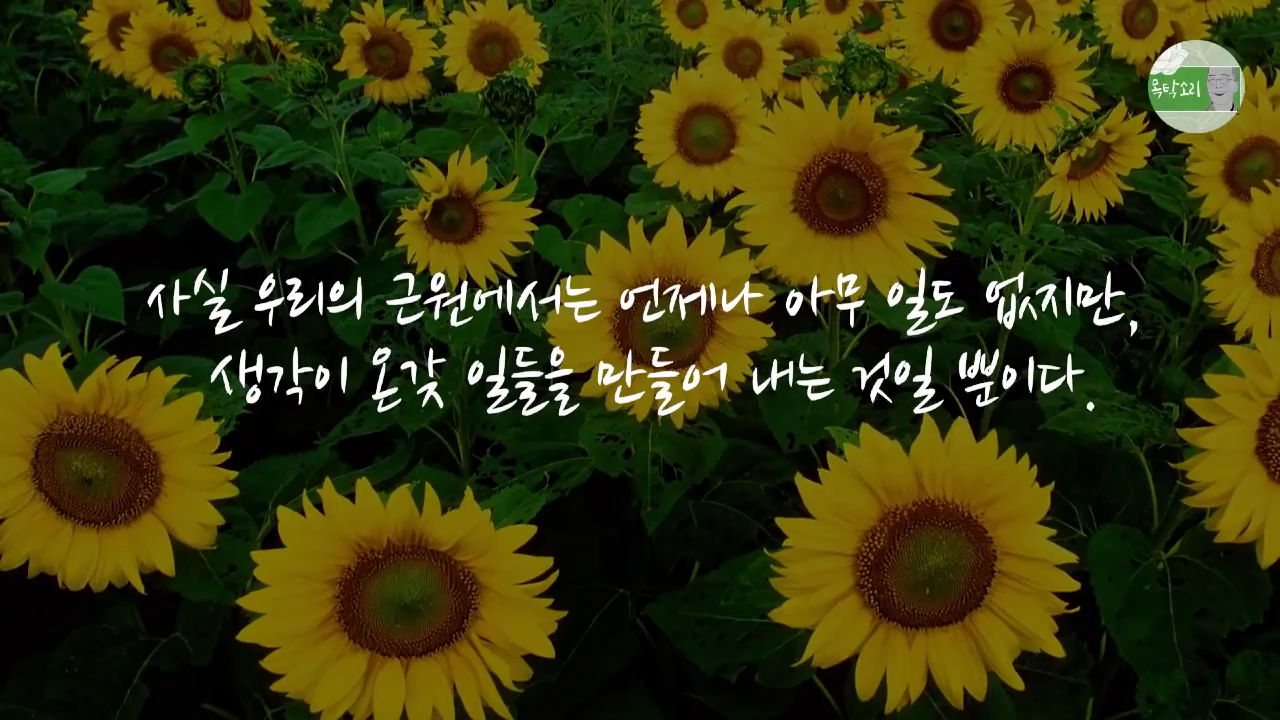 목탁소리
사실 우리의 근원에서는 언제나 아무 일도 없지만,
생각이 온갖 일들을 만들어 내는 것일 뿐이다.